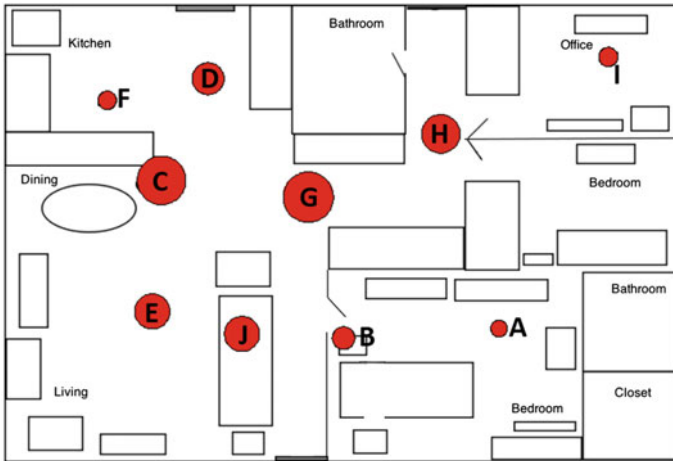 Kitchen
Bathroom
Office
D
F
I
H
C
Dining
G
Bedroom
Bathroom
E
J
B
A
Living
Closet
Bedroom